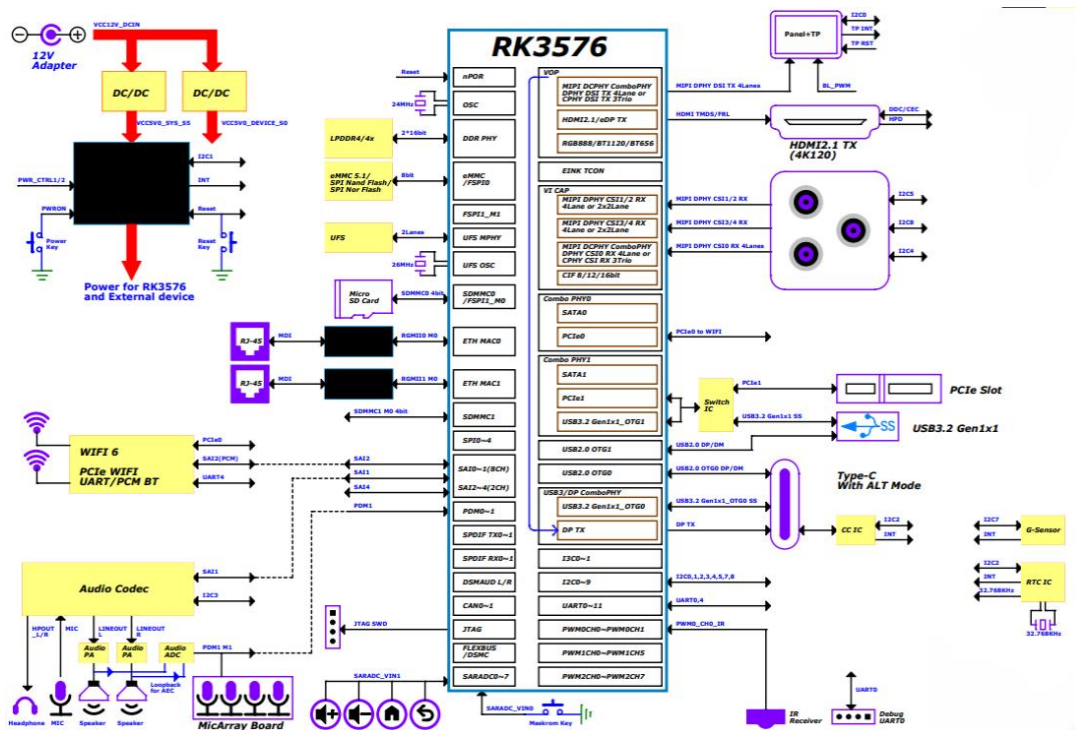 RK3576
VCC12V_DCIN
12V
Adapter
DC/DC
DC/DC
VCC5V0_SYS_S5
VCC5V0_DEVICE_S0
I2C1
INT
PWR_CTRL1/2
PWRON
Reset
Power
Key
Reset
Key
Power for RK3576
and External device
Reset
24MHz
LPDDR4/4x
2*16bit
eMMC 5.1/
SPI Nand Flash/
SPI Nor Flash
8bit
UFS
2Lanes
26MHz
Micro
SD Card
SDMMC0 4bit
RJ-45
MDI
RGMII0 M0
RJ-45
MDI
RGMII1 M0
SDMMC1 M0 4bit
WIFI 6
PCIe WIFI
UART/PCM BT
PCIe0
SAI2(PCM)
UART4
SAI2
SAI1
SAI4
PDM1
Audio Codec
SAI1
I2C3
HPOUT
_L/R
MIC
LINEOUT
L
LINEOUT
R
Audio
PA
Audio
PA
Audio
ADC
PDM1 M1
Loopback
for AEC
Headphone
MIC
Speaker
Speaker
MicArray Board
JTAG SWD
SARADC_VIN1
SARADC_VIN0
Maskrom Key
nPOR
OSC
DDR PHY
eMMC
/FSPI0
FSPI1_M1
UFS MPHY
UFS OSC
SDMMC0
/FSPI1_M0
ETH MAC0
ETH MAC1
SDMMC1
SPI0~4
SAI0~1(8CH)
SAI2~4(2CH)
PDM0~1
SPDIF TX0~1
SPDIF RX0~1
DSMAUD L/R
CAN0~1
JTAG
FLEXBUS
/DSMC
SARADC0~7
VOP
MIPI DCPHY ComboPHY
DPHY DSI TX 4Lane or
CPHY DSI TX 3Trio
HDMI2.1/eDP TX
RGB888/BT1120/BT656
EINK TCON
VI CAP
MIPI DPHY CSI1/2 RX
4Lane or 2x2Lane
MIPI DPHY CSI3/4 RX
4Lane or 2x2Lane
MIPI DCPHY ComboPHY
DPHY CSI0 RX 4Lane or
CPHY CSI RX 3Trio
CIF 8/12/16bit
Combo PHY0
SATA0
PCIe0
Combo PHY1
SATA1
PCIe1
USB3.2 Gen1x1_OTG1
USB2.0 OTG1
USB2.0 OTG0
USB3/DP ComboPHY
USB3.2 Gen1x1_OTG0
DP TX
I3C0~1
I2C0~9
UART0~11
PWM0CH0~PWM0CH1
PWM1CH0~PWM1CH5
PWM2CH0~PWM2CH7
MIPI DPHY DSI TX 4Lanes
BL_PWM
Panel+TP
I2C0
TP INT
TP RST
HDMI TMDS/FRL
DDC/CEC
HPD
HDMI2.1 TX
(4K120)
MIPI DPHY CSI1/2 RX
MIPI DPHY CSI3/4 RX
MIPI DPHY CSI0 RX 4Lanes
I2C5
I2C8
I2C4
PCIe0 to WIFI
Switch
IC
PCIe1
PCIe Slot
USB3.2 Gen1x1 SS
SS
USB3.2 Gen1x1
USB2.0 DP/DM
USB2.0 OTG0 DP/DM
USB3.2 Gen1x1_OTG0 SS
DP TX
Type-C
With ALT Mode
CC IC
I2C2
INT
I2C7
INT
G-Sensor
I2C2
INT
32.768KHz
RTC IC
32.768KHz
I2C0,1,2,3,4,5,7,8
UART0,4
PWM0_CH0_IR
IR
Receiver
UART0
Debug
UART0